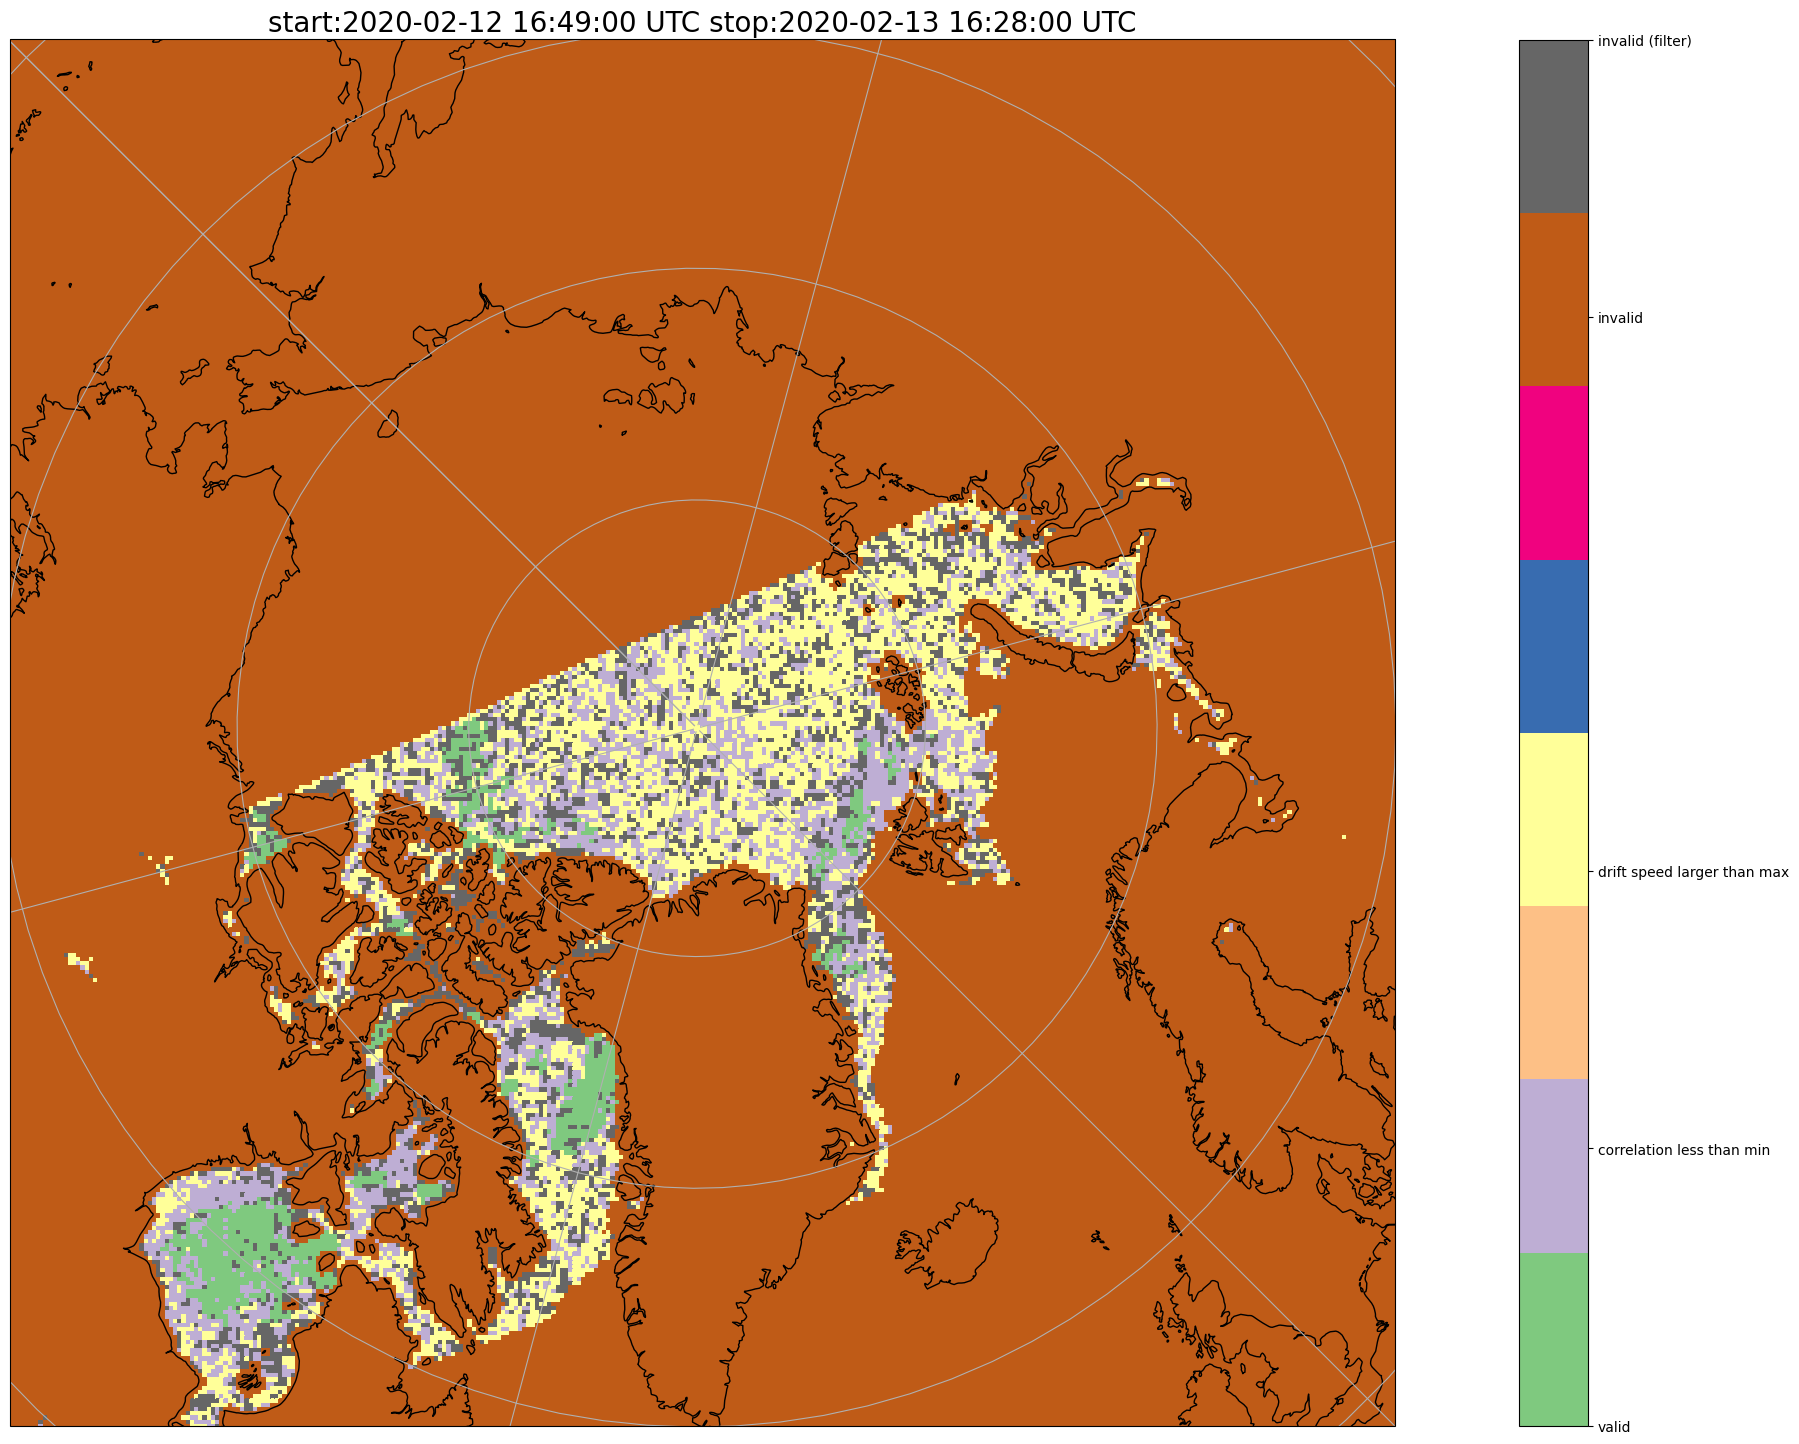 start:2020-02-12 16:49:00 UTC stop:2020-02-13 16:28:00 UTC
invalid (filter)
invalid
drift speed larger than max
correlation less than min
valid